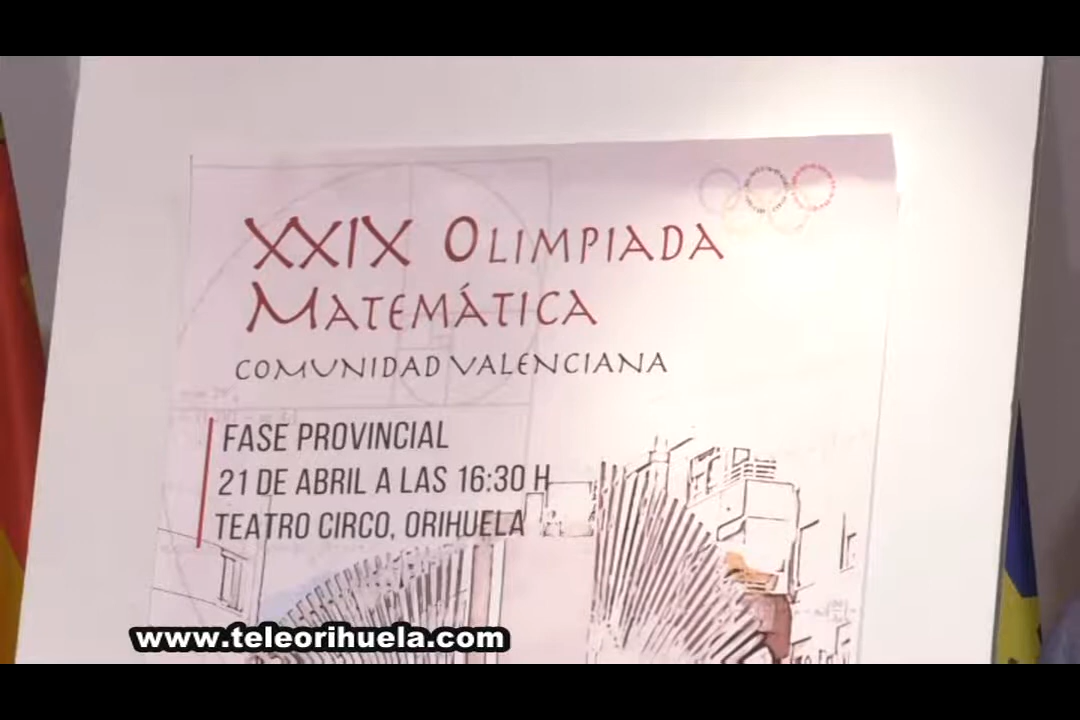 XXIX OLIMPIADA
MATEMÁTICA
COMUNIDAD VALENCIANA
FASE PROVINCIAL
21 DE ABRIL A LAS 16:30 H
TEATRO CIRCO, ORIHUELA
www.teleorihuela.com